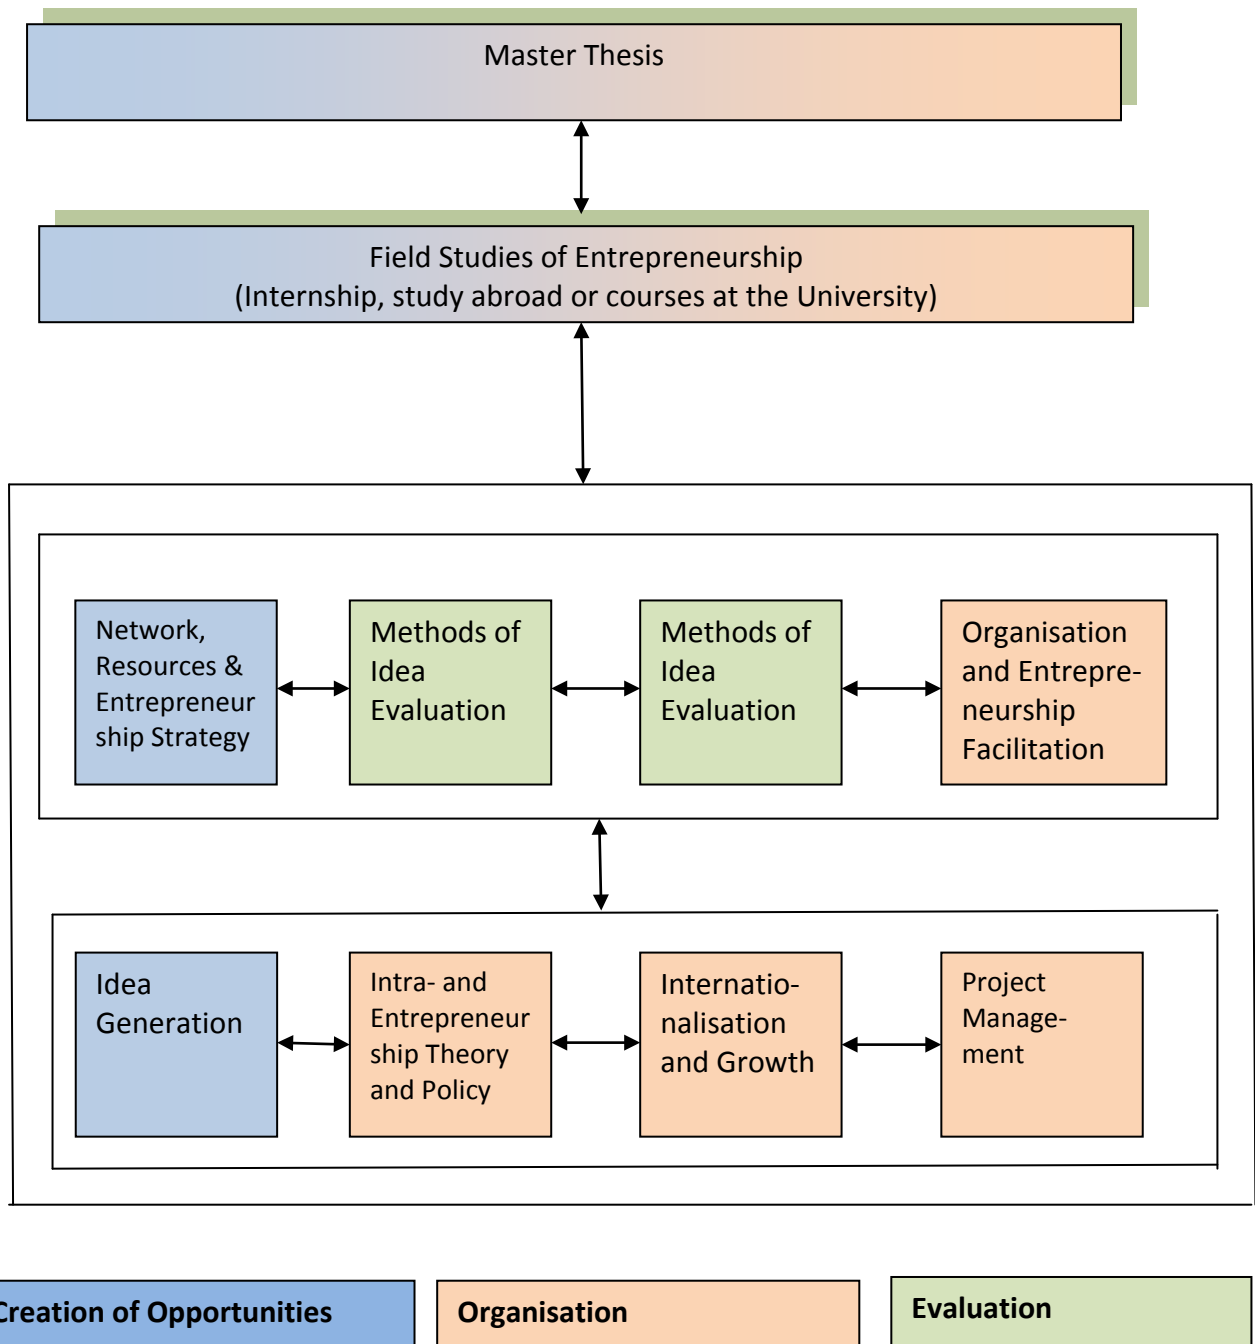 Master Thesis
Field Studies of Entrepreneurship
(Internship, study abroad or courses at the University)
Network,
Resources &
Entrepreneur
ship Strategy
Methods of
Idea
Evaluation
Methods of
Idea
Evaluation
Organisation
and Entrepre-
neurship
Facilitation
Idea
Generation
Intra- and
Entrepreneur
ship Theory
and Policy
Internatio-
nalisation
and Growth
Project
Manage-
ment
Creation of Opportunities
Organisation
Evaluation